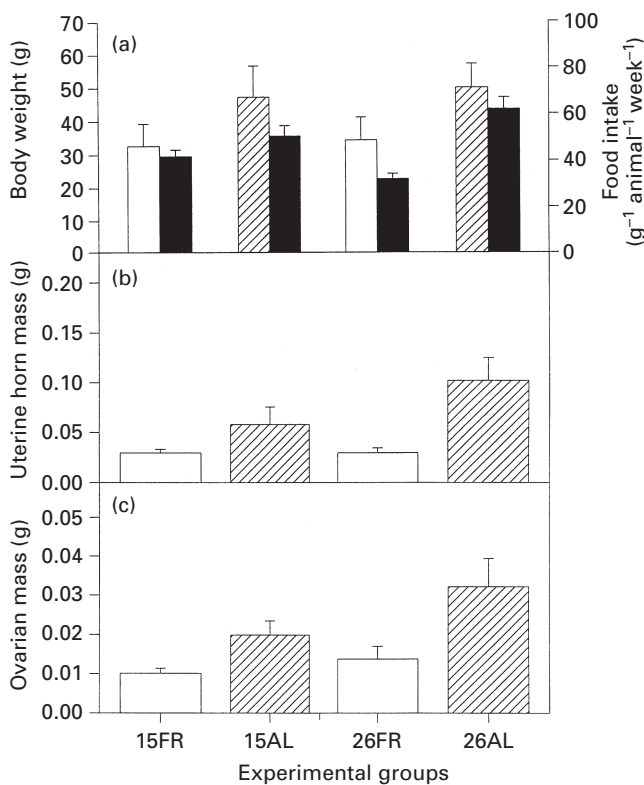 (a)
Body weight (g)
70
60
50
40
30
20
10
0
100
80
60
40
20
0
Food intake
(g⁻¹ animal⁻¹ week⁻¹)
(b)
Uterine horn mass (g)
0.20
0.15
0.10
0.05
0.00
(c)
Ovarian mass (g)
0.05
0.04
0.03
0.02
0.01
0.00
15FR 15AL 26FR 26AL
Experimental groups